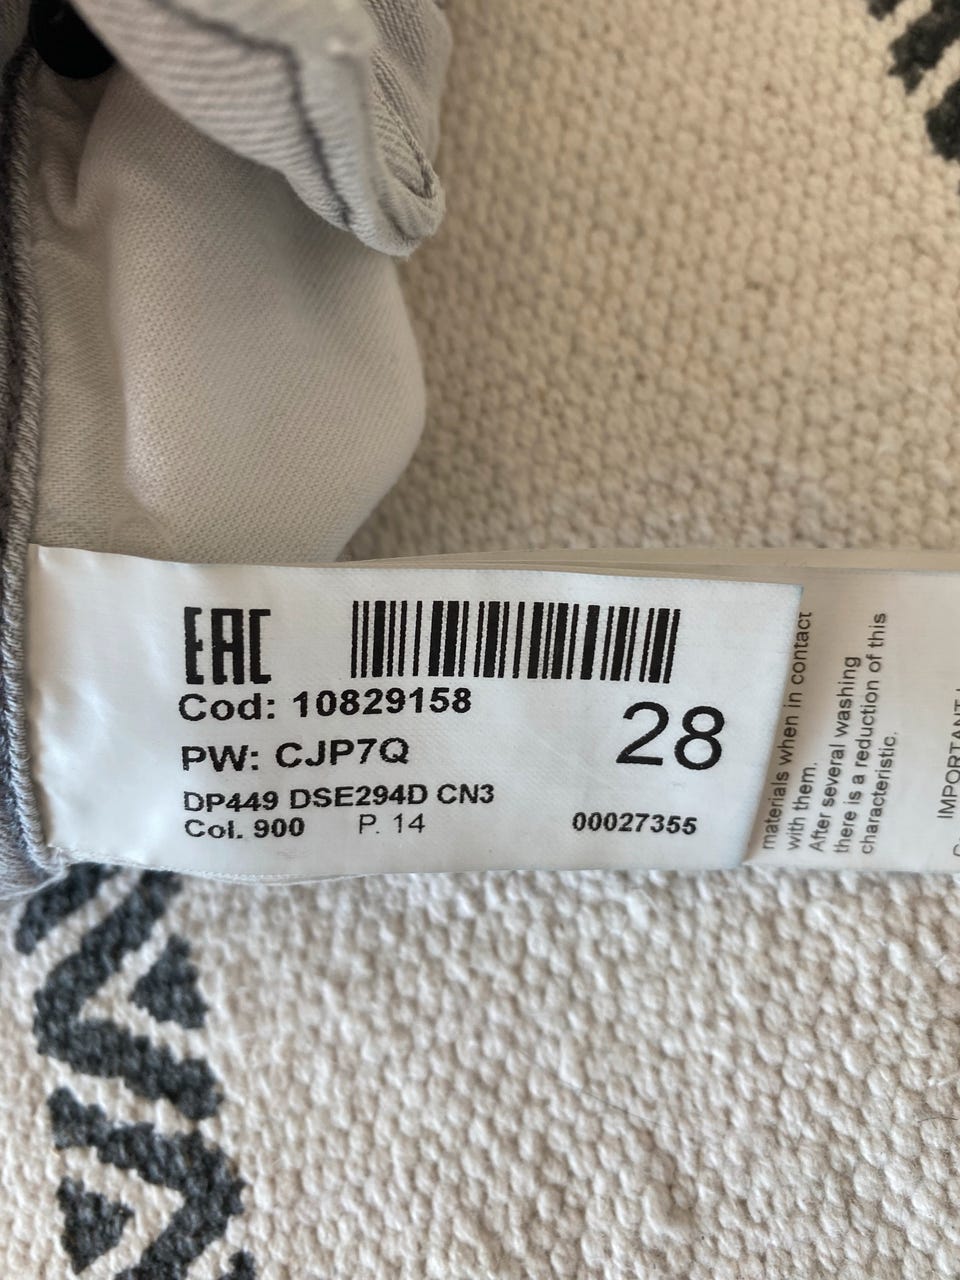 EAC
Cod: 10829158
28
PW: CJP7Q
DP449 DSE294D CN3
Col. 900 P. 14 00027355
materials when in contact
with them.
After several washing
there is a reduction of this
characteristic.
IMPORTANT